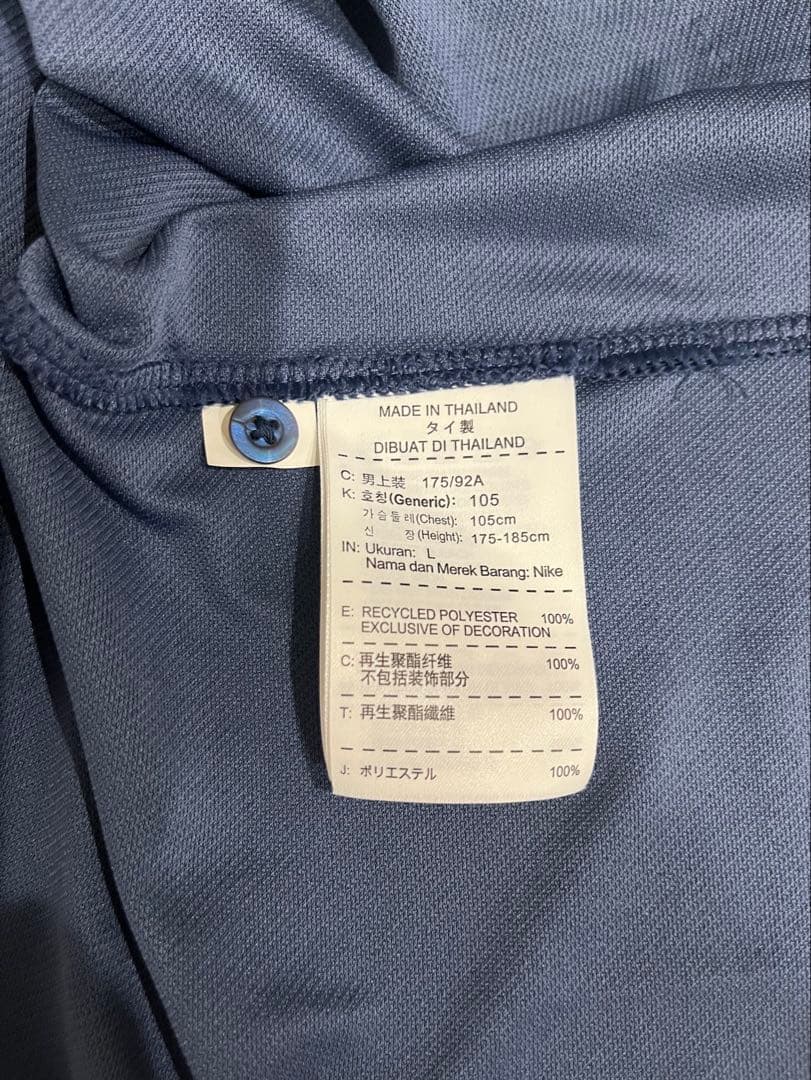 MADE IN THAILAND
タイ製
DIBUAT DI THAILAND
C: 男上装 175/92A
K: 호칭(Generic): 105
가슴둘레(Chest): 105cm
신 장(Height): 175-185cm
IN: Ukuran: L
Nama dan Merek Barang: Nike
E: RECYCLED POLYESTER 100%
EXCLUSIVE OF DECORATION
C: 再生聚酯纤维 100%
不包括装饰部分
T: 再生聚酯纖維 100%
J: ポリエステル 100%